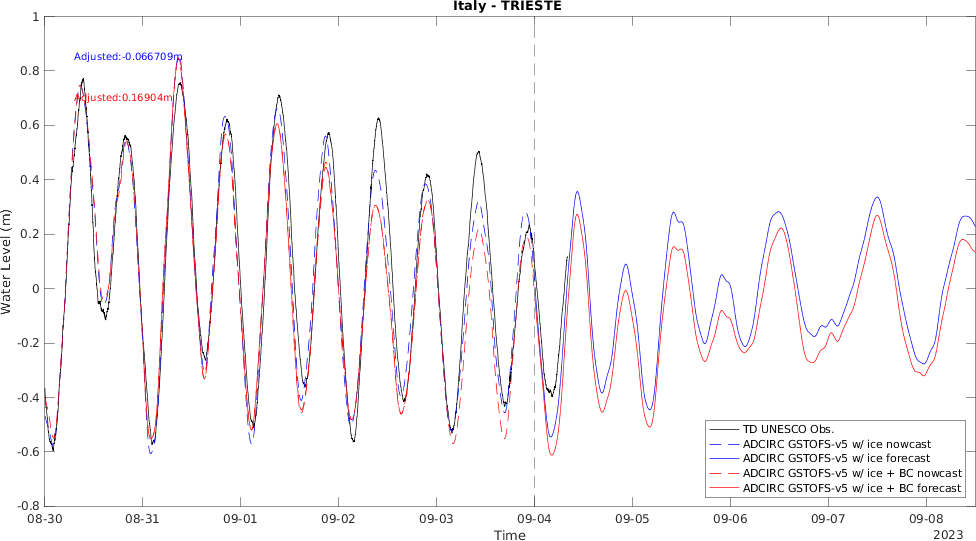 Italy - TRIESTE
Adjusted:-0.066709m
Adjusted:0.16904m
Water Level (m)
1
0.8
0.6
0.4
0.2
0
-0.2
-0.4
-0.6
-0.8
TD UNESCO Obs.
ADCIRC GSTOFS-v5 w/ ice nowcast
ADCIRC GSTOFS-v5 w/ ice forecast
ADCIRC GSTOFS-v5 w/ ice + BC nowcast
ADCIRC GSTOFS-v5 w/ ice + BC forecast
08-30 08-31 09-01 09-02 09-03 09-04 09-05 09-06 09-07 09-08
Time
2023